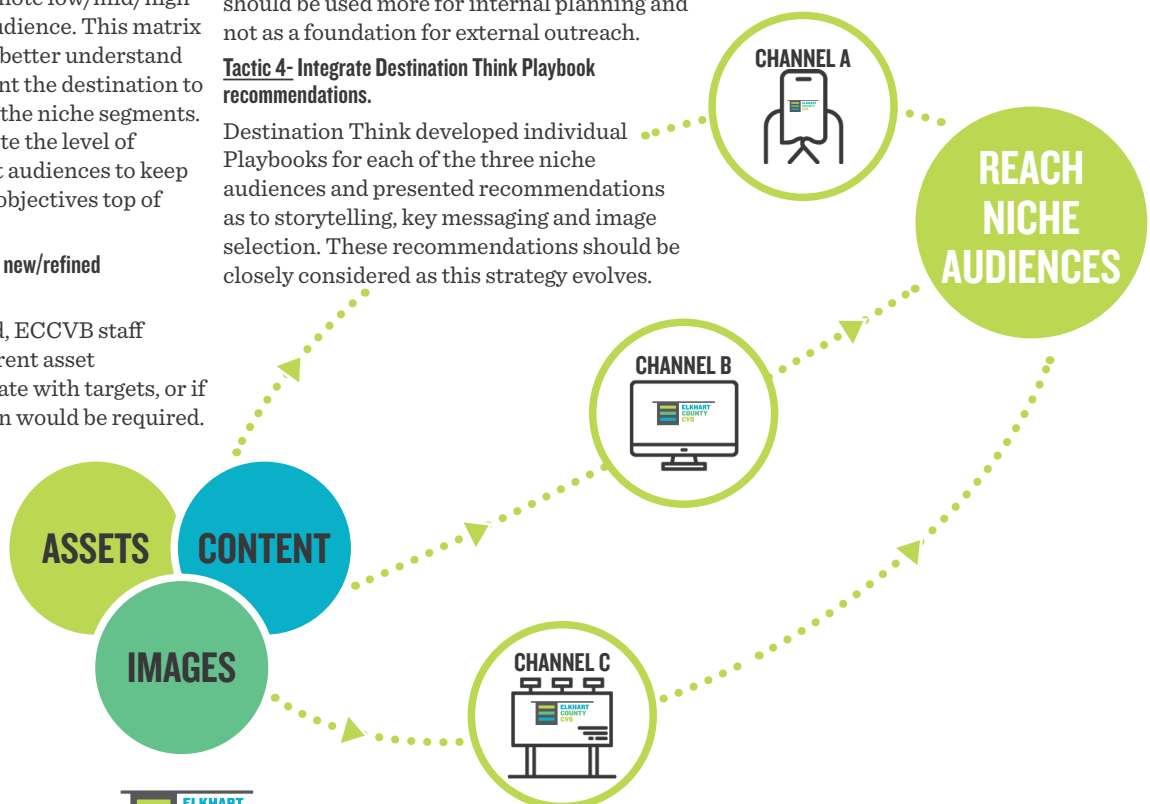 note low/mid/high
udience. This matrix
better understand
nt the destination to
the niche segments.
te the level of
t audiences to keep
objectives top of
new/refined
d, ECCVB staff
rent asset
ate with targets, or if
n would be required.
should be used more for internal planning and
not as a foundation for external outreach.
Tactic 4- Integrate Destination Think Playbook
recommendations.
Destination Think developed individual
Playbooks for each of the three niche
audiences and presented recommendations
as to storytelling, key messaging and image
selection. These recommendations should be
closely considered as this strategy evolves.
CHANNEL A
REACH
NICHE
AUDIENCES
CHANNEL B
ELKHART
COUNTY
CVB
ASSETS
CONTENT
IMAGES
CHANNEL C
ELKHART
COUNTY
CVB
ELKHART